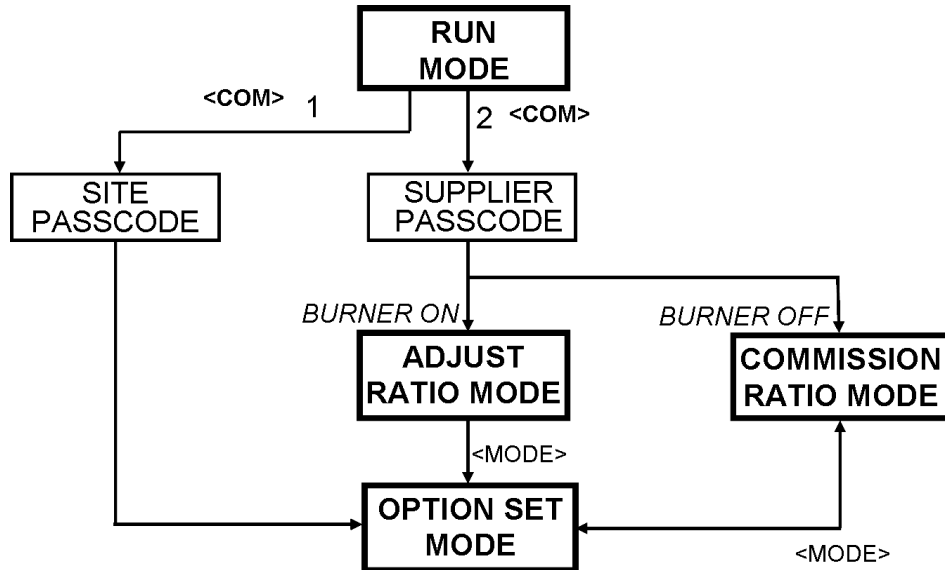 RUN
MODE
<COM> 1
2 <COM>
SITE
PASSCODE
SUPPLIER
PASSCODE
BURNER ON
BURNER OFF
ADJUST
RATIO MODE
COMMISSION
RATIO MODE
<MODE>
OPTION SET
MODE
<MODE>